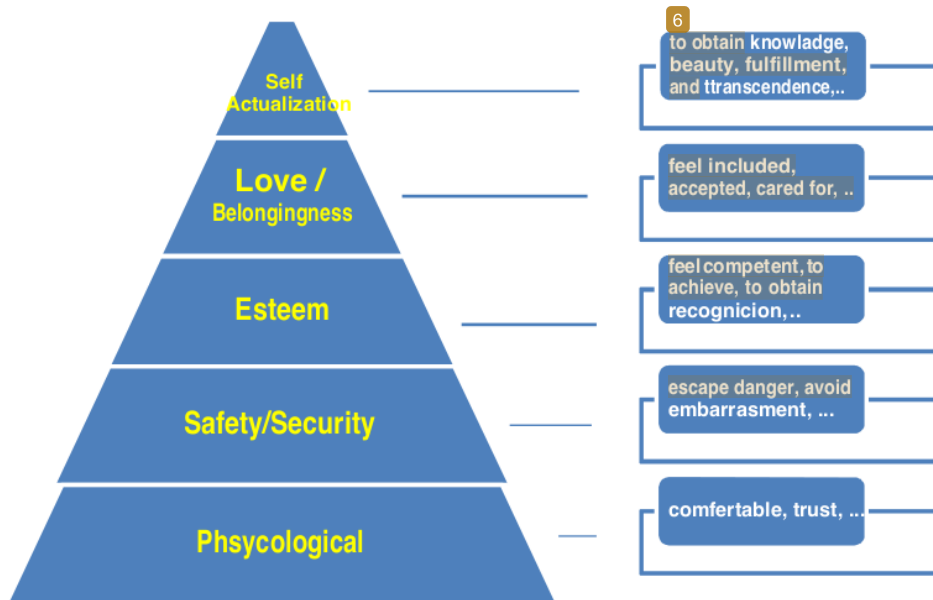 6
to obtain knowladge,
beauty, fulfillment,
and ttranscendence,..
Self
Actualization
feel included,
accepted, cared for, ..
Love /
Belongingness
feel competent, to
achieve, to obtain
recognicion,..
Esteem
escape danger, avoid
embarrasment, ...
Safety/Security
comfertable, trust, ...
Phsycological